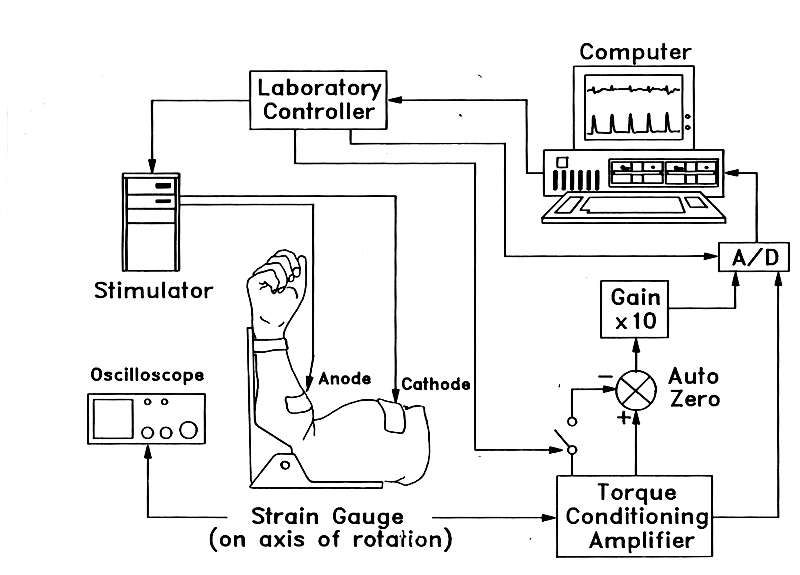 Computer
Laboratory
Controller
Stimulator
A/D
Gain
x10
Oscilloscope
Anode
Cathode
−
Auto
Zero
+
Strain Gauge
(on axis of rotation)
Torque
Conditioning
Amplifier